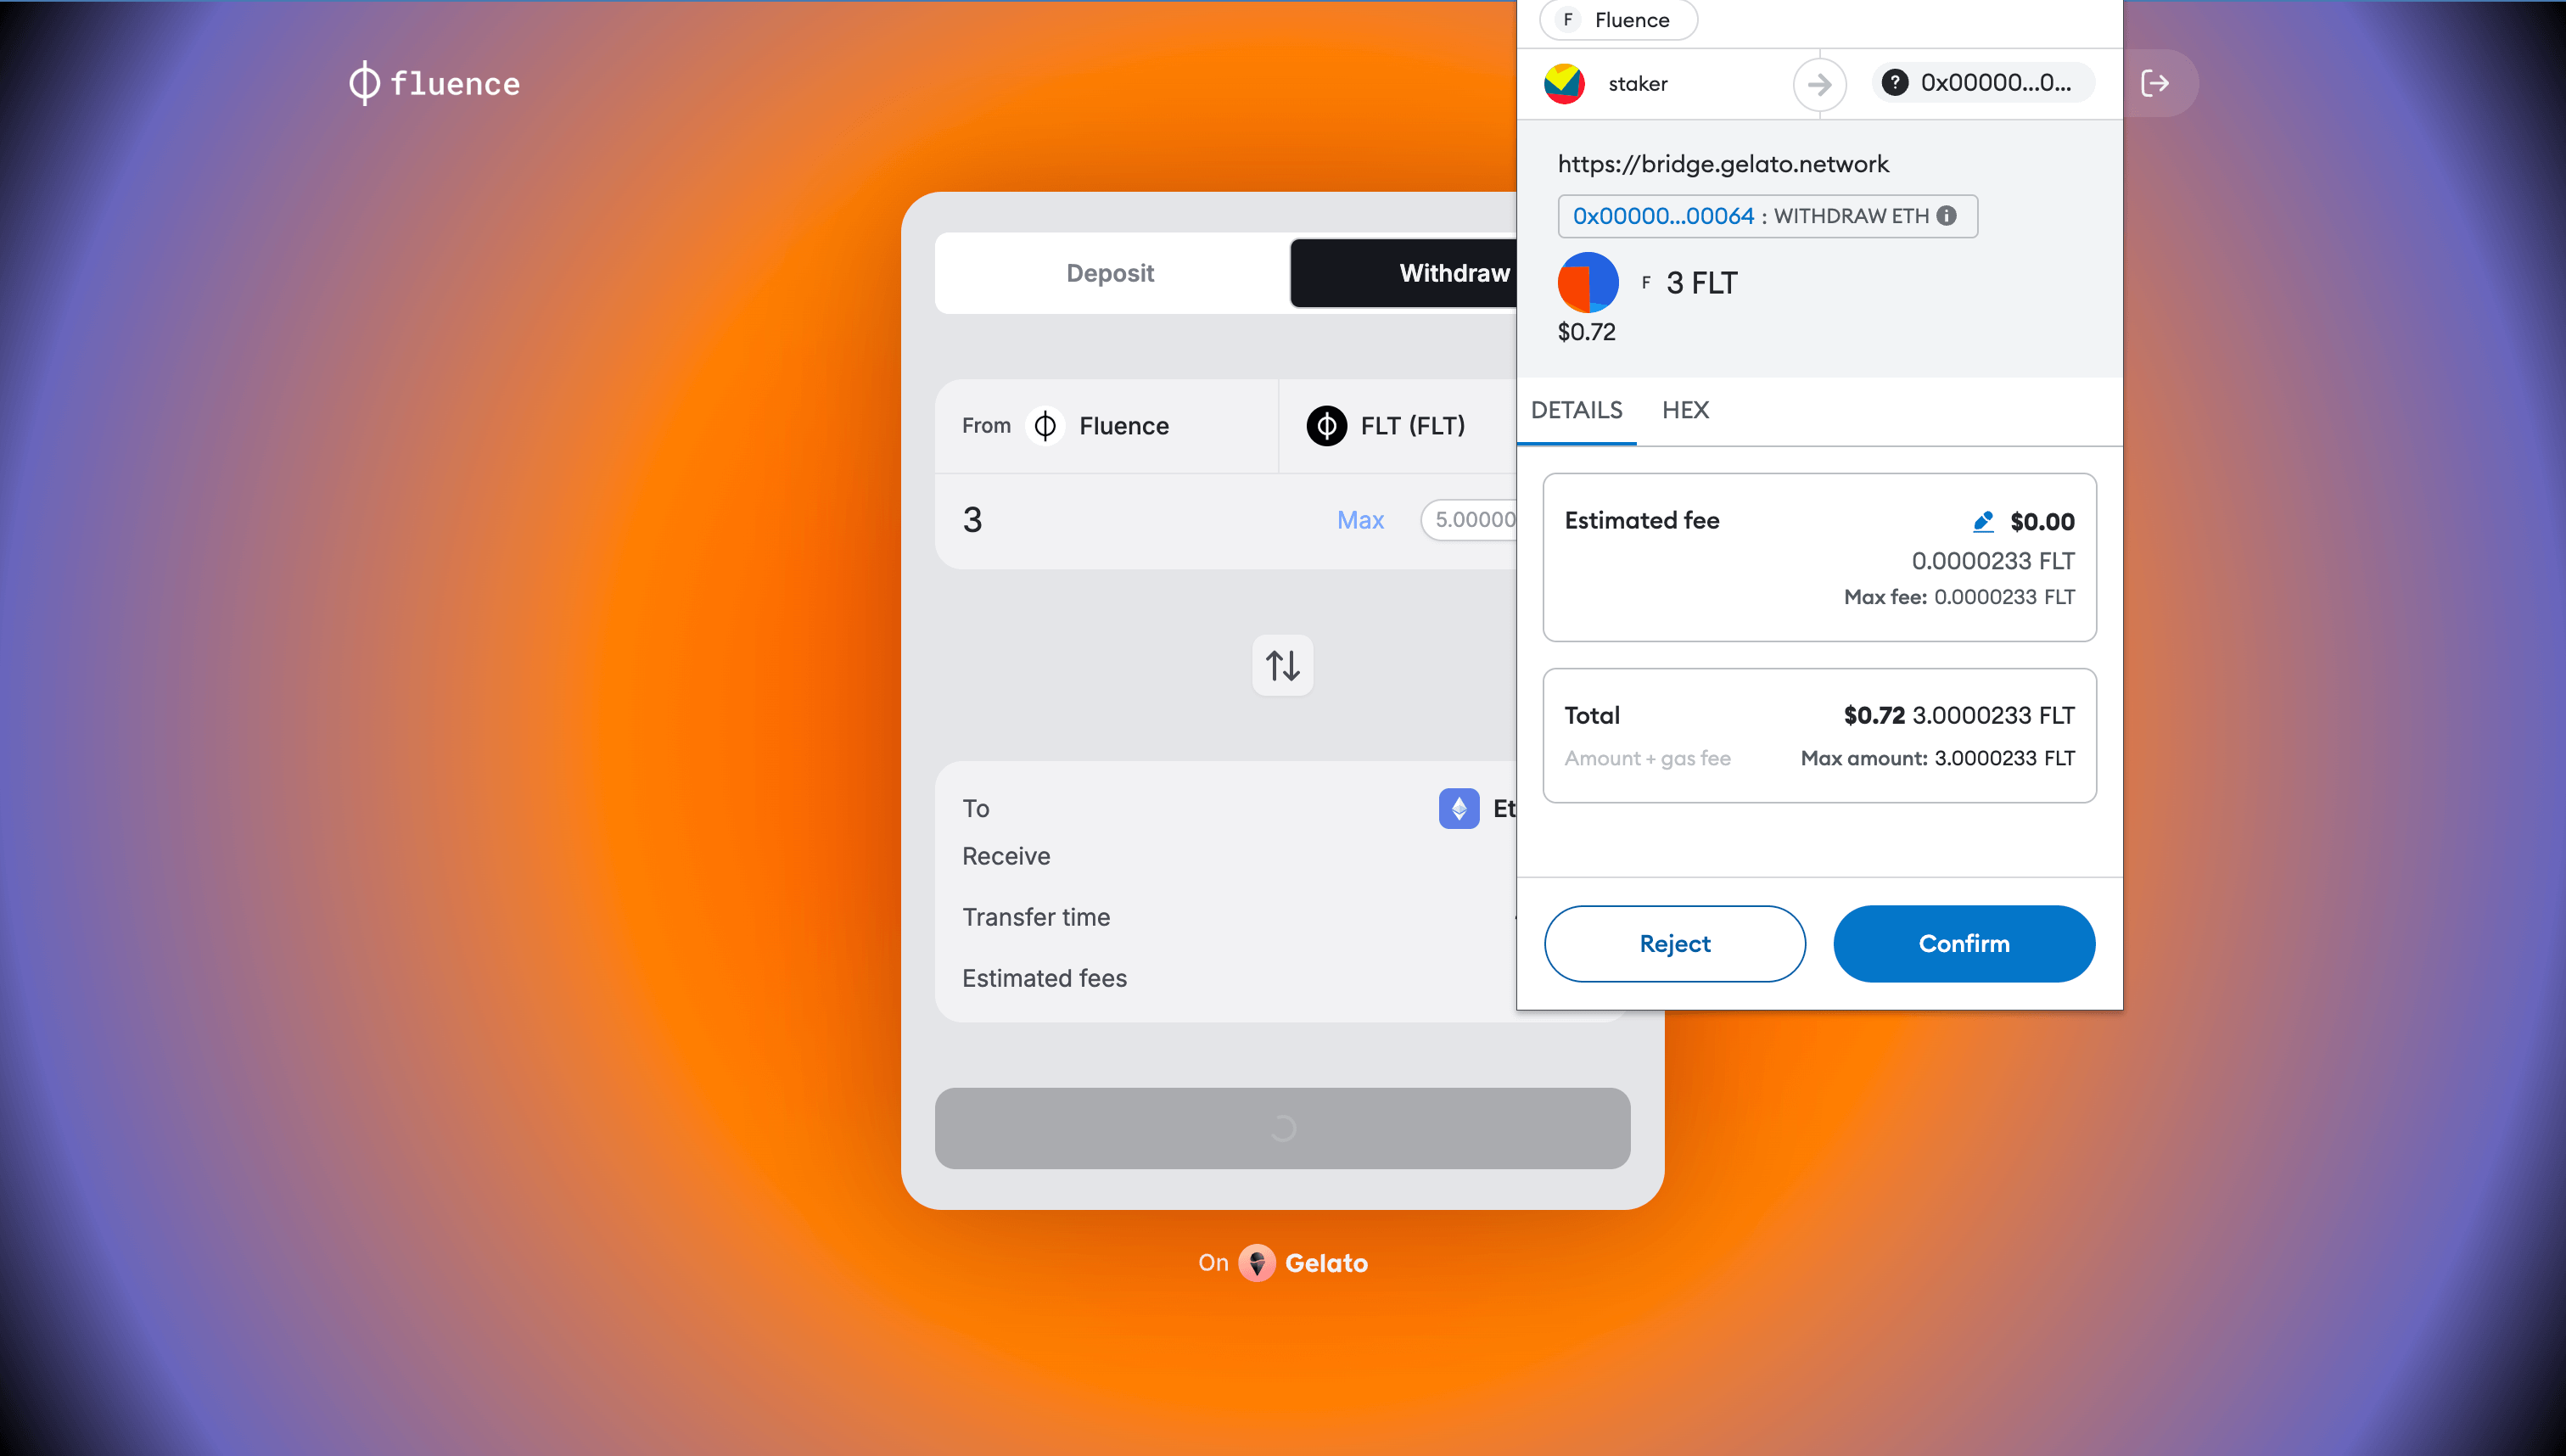 fluence
Deposit
Withdraw
From Fluence
FLT (FLT)
3
Max
5.00000
To
Et
Receive
Transfer time
Estimated fees
On Gelato
F Fluence
staker
? 0x00000...0...
https://bridge.gelato.network
0x00000...00064 : WITHDRAW ETH
F 3 FLT
$0.72
DETAILS
HEX
Estimated fee
$0.00
0.0000233 FLT
Max fee: 0.0000233 FLT
Total
$0.72 3.0000233 FLT
Amount + gas fee
Max amount: 3.0000233 FLT
Reject
Confirm